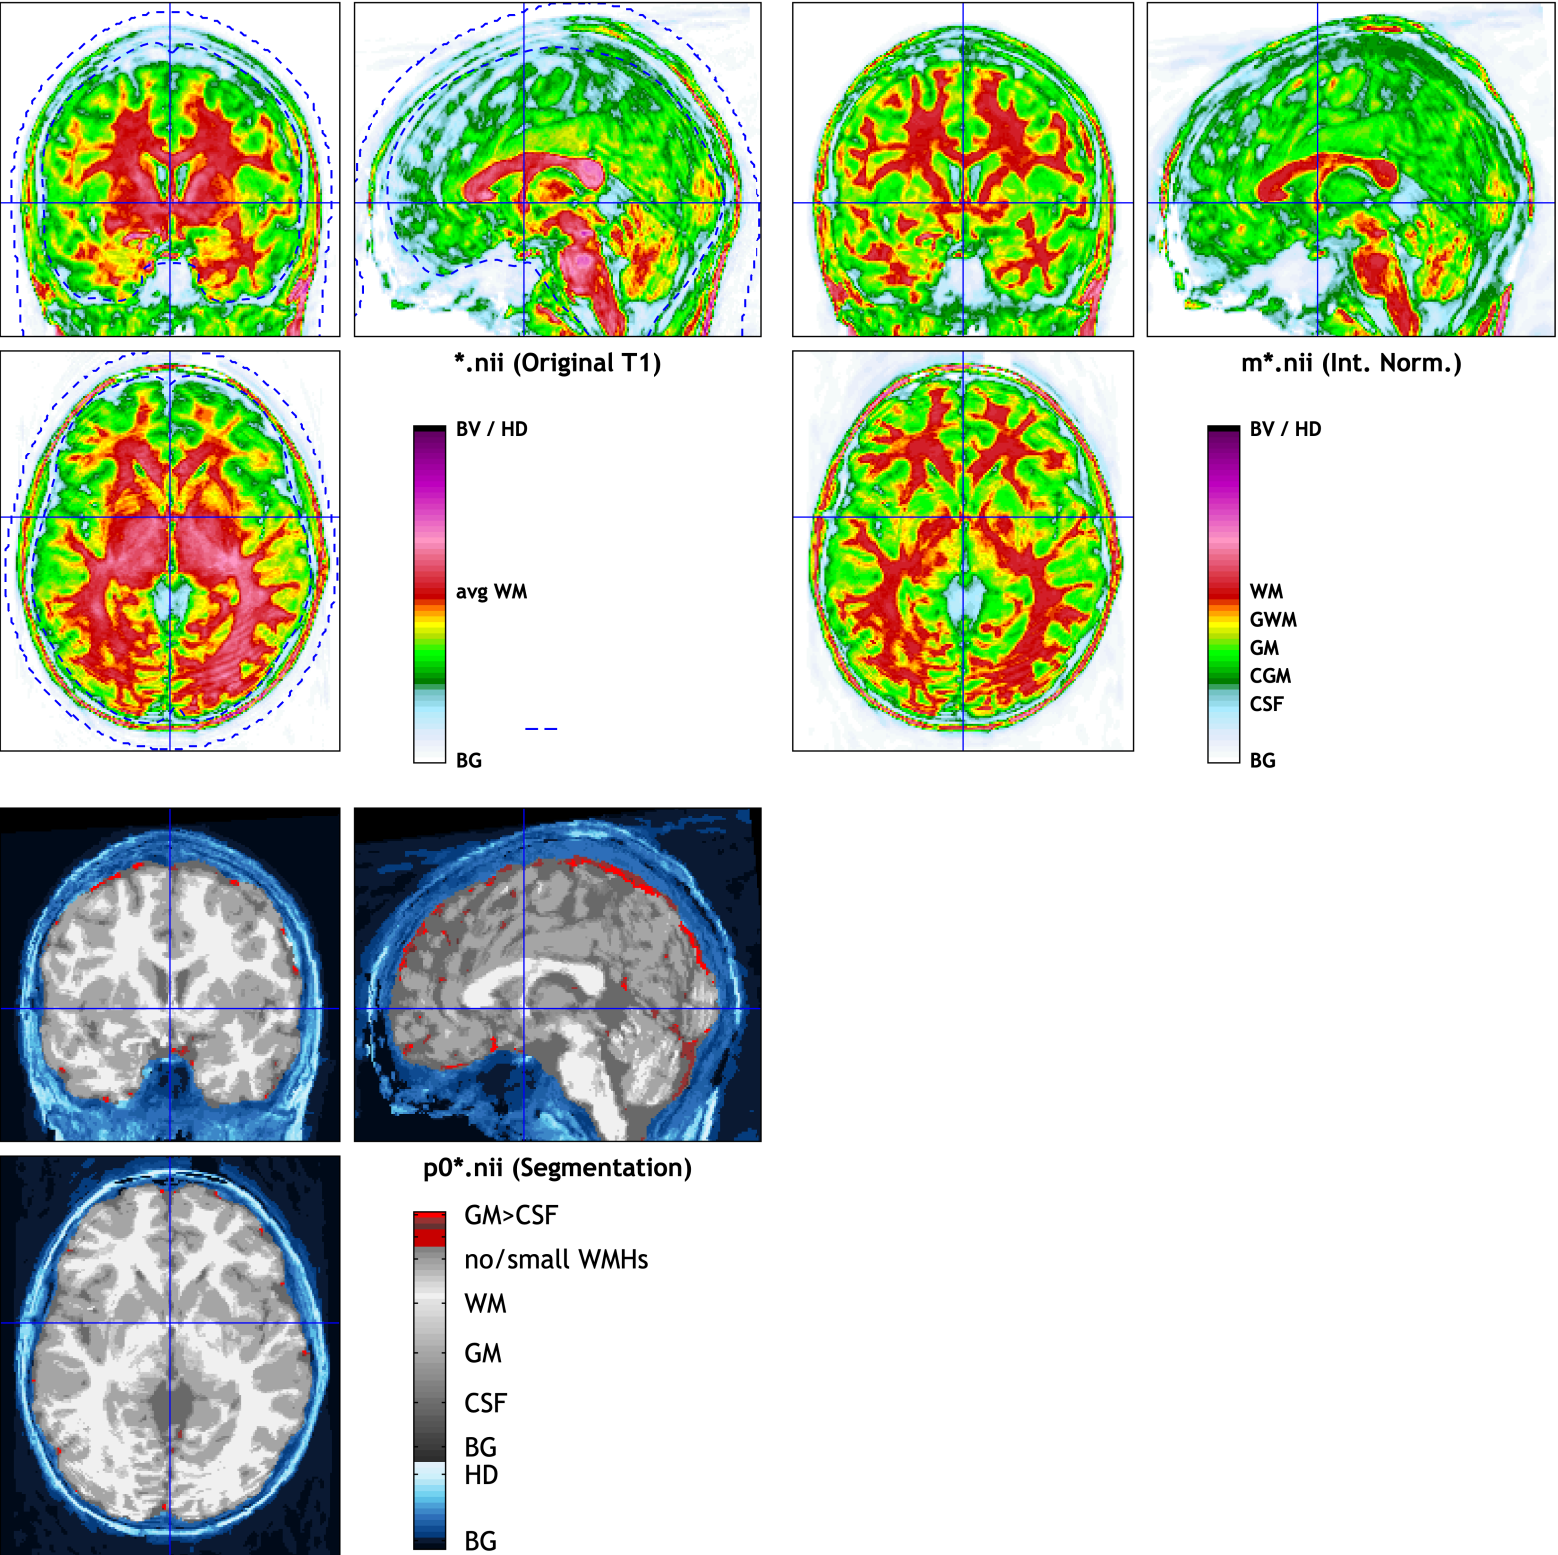 *.nii (Original T1)
BV / HD
avg WM
BG
m*.nii (Int. Norm.)
BV / HD
WM
GWM
GM
CGM
CSF
BG
p0*.nii (Segmentation)
GM>CSF
no/small WMHs
WM
GM
CSF
BG
HD
BG